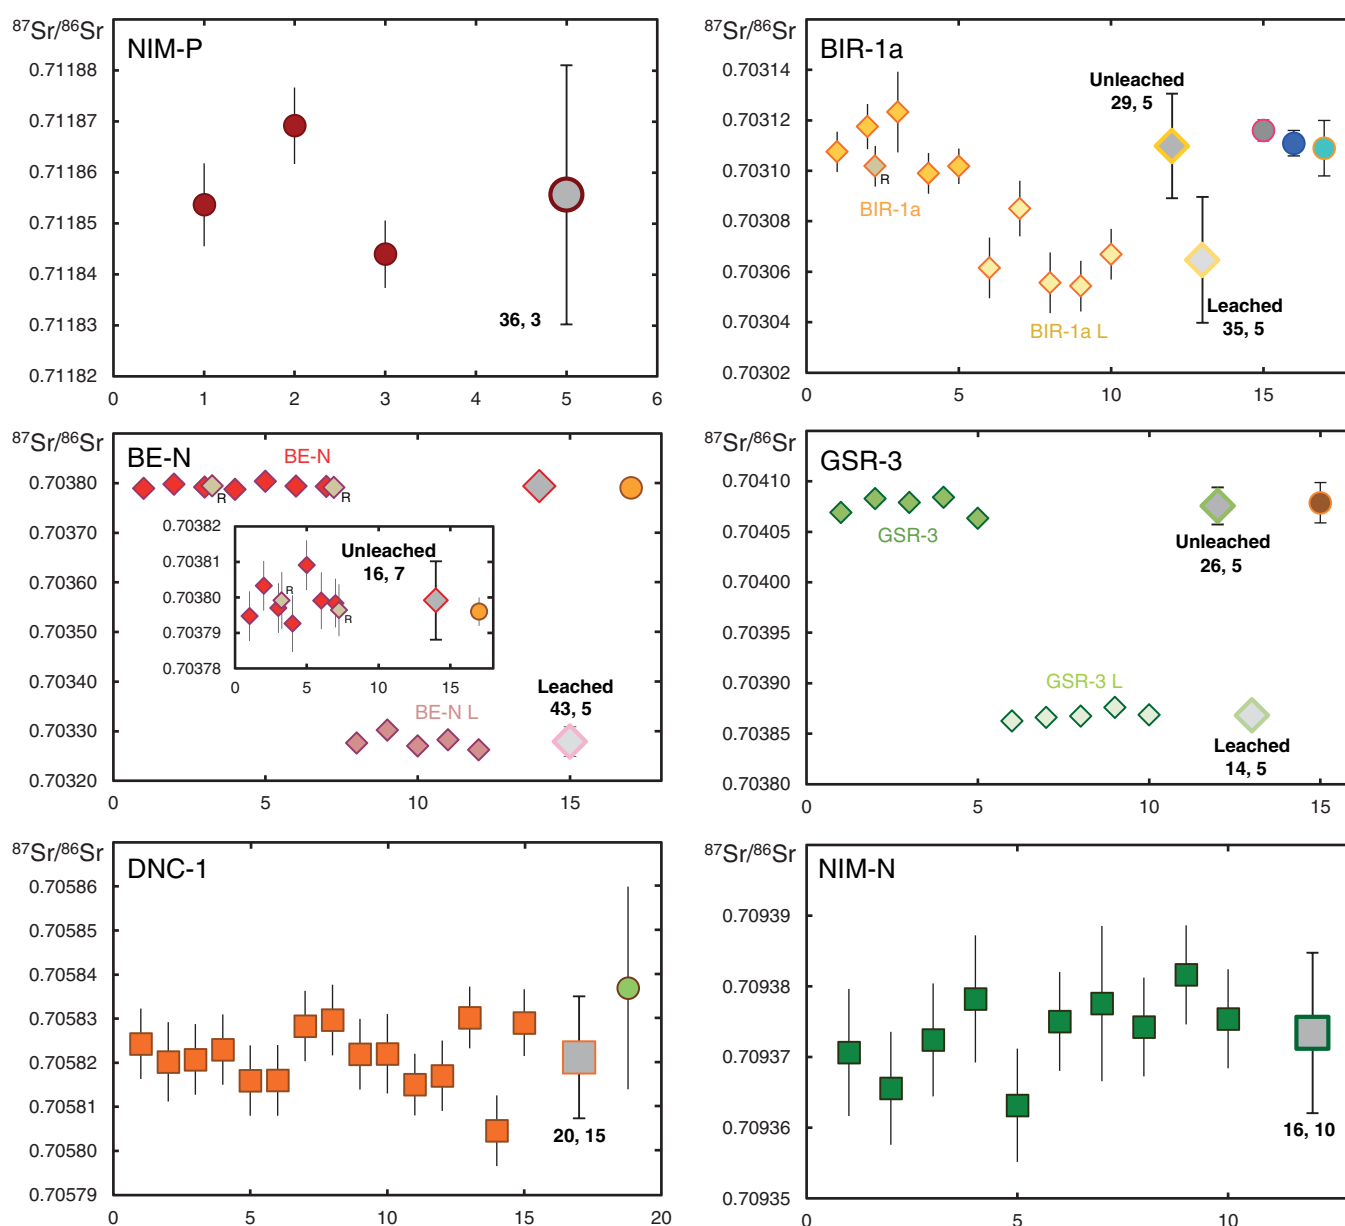 87Sr/86Sr
NIM-P
0.71188
0.71187
0.71186
0.71185
0.71184
0.71183
0.71182
36, 3
0 1 2 3 4 5 6
87Sr/86Sr
BIR-1a
0.70314
0.70312
0.70310
0.70308
0.70306
0.70304
0.70302
Unleached
29, 5
R
BIR-1a
BIR-1a L
Leached
35, 5
0 5 10 15
87Sr/86Sr
BE-N
BE-N
0.70380
0.70370
0.70360
0.70350
0.70340
0.70330
0.70320
R R
0.70382
0.70381
0.70380
0.70379
0.70378
Unleached
16, 7
R
R
0 5 10 15
Leached
43, 5
BE-N L
0 5 10 15
87Sr/86Sr
GSR-3
0.70410
0.70405
0.70400
0.70395
0.70390
0.70385
0.70380
GSR-3
Unleached
26, 5
GSR-3 L
Leached
14, 5
0 5 10 15
87Sr/86Sr
DNC-1
0.70586
0.70585
0.70584
0.70583
0.70582
0.70581
0.70580
0.70579
20, 15
0 5 10 15 20
87Sr/86Sr
NIM-N
0.70939
0.70938
0.70937
0.70936
0.70935
16, 10
0 5 10